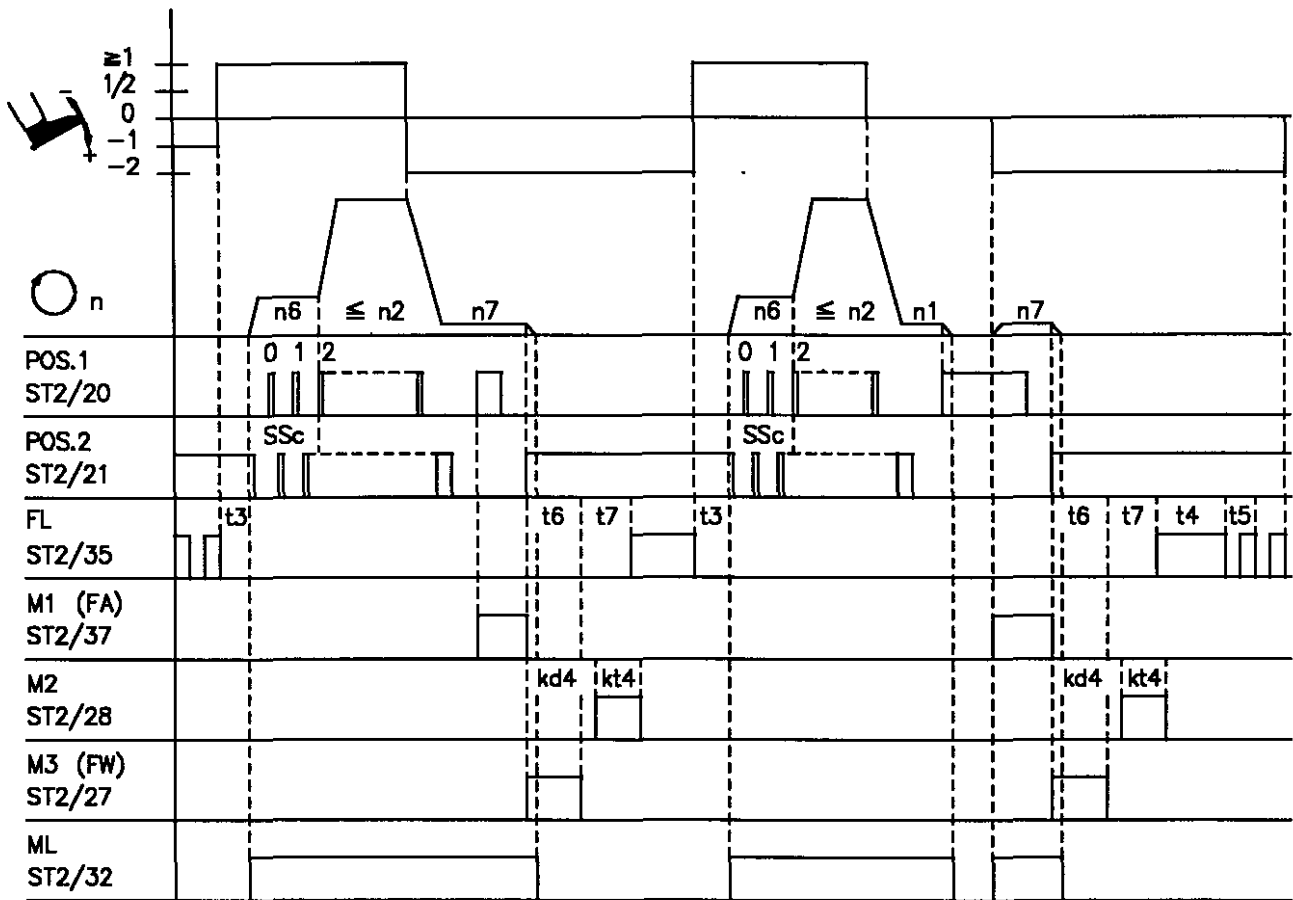 ≧1
1/2
0
-1
-2
-
+
n
n6 ≦ n2 n7 n6 ≦ n2 n1 n7
POS.1 0 1 2 0 1 2
ST2/20
POS.2 SSc SSc
ST2/21
FL t3 t6 t7 t3 t6 t7 t4 t5
ST2/35
M1 (FA)
ST2/37
M2 kd4 kt4 kd4 kt4
ST2/28
M3 (FW)
ST2/27
ML
ST2/32